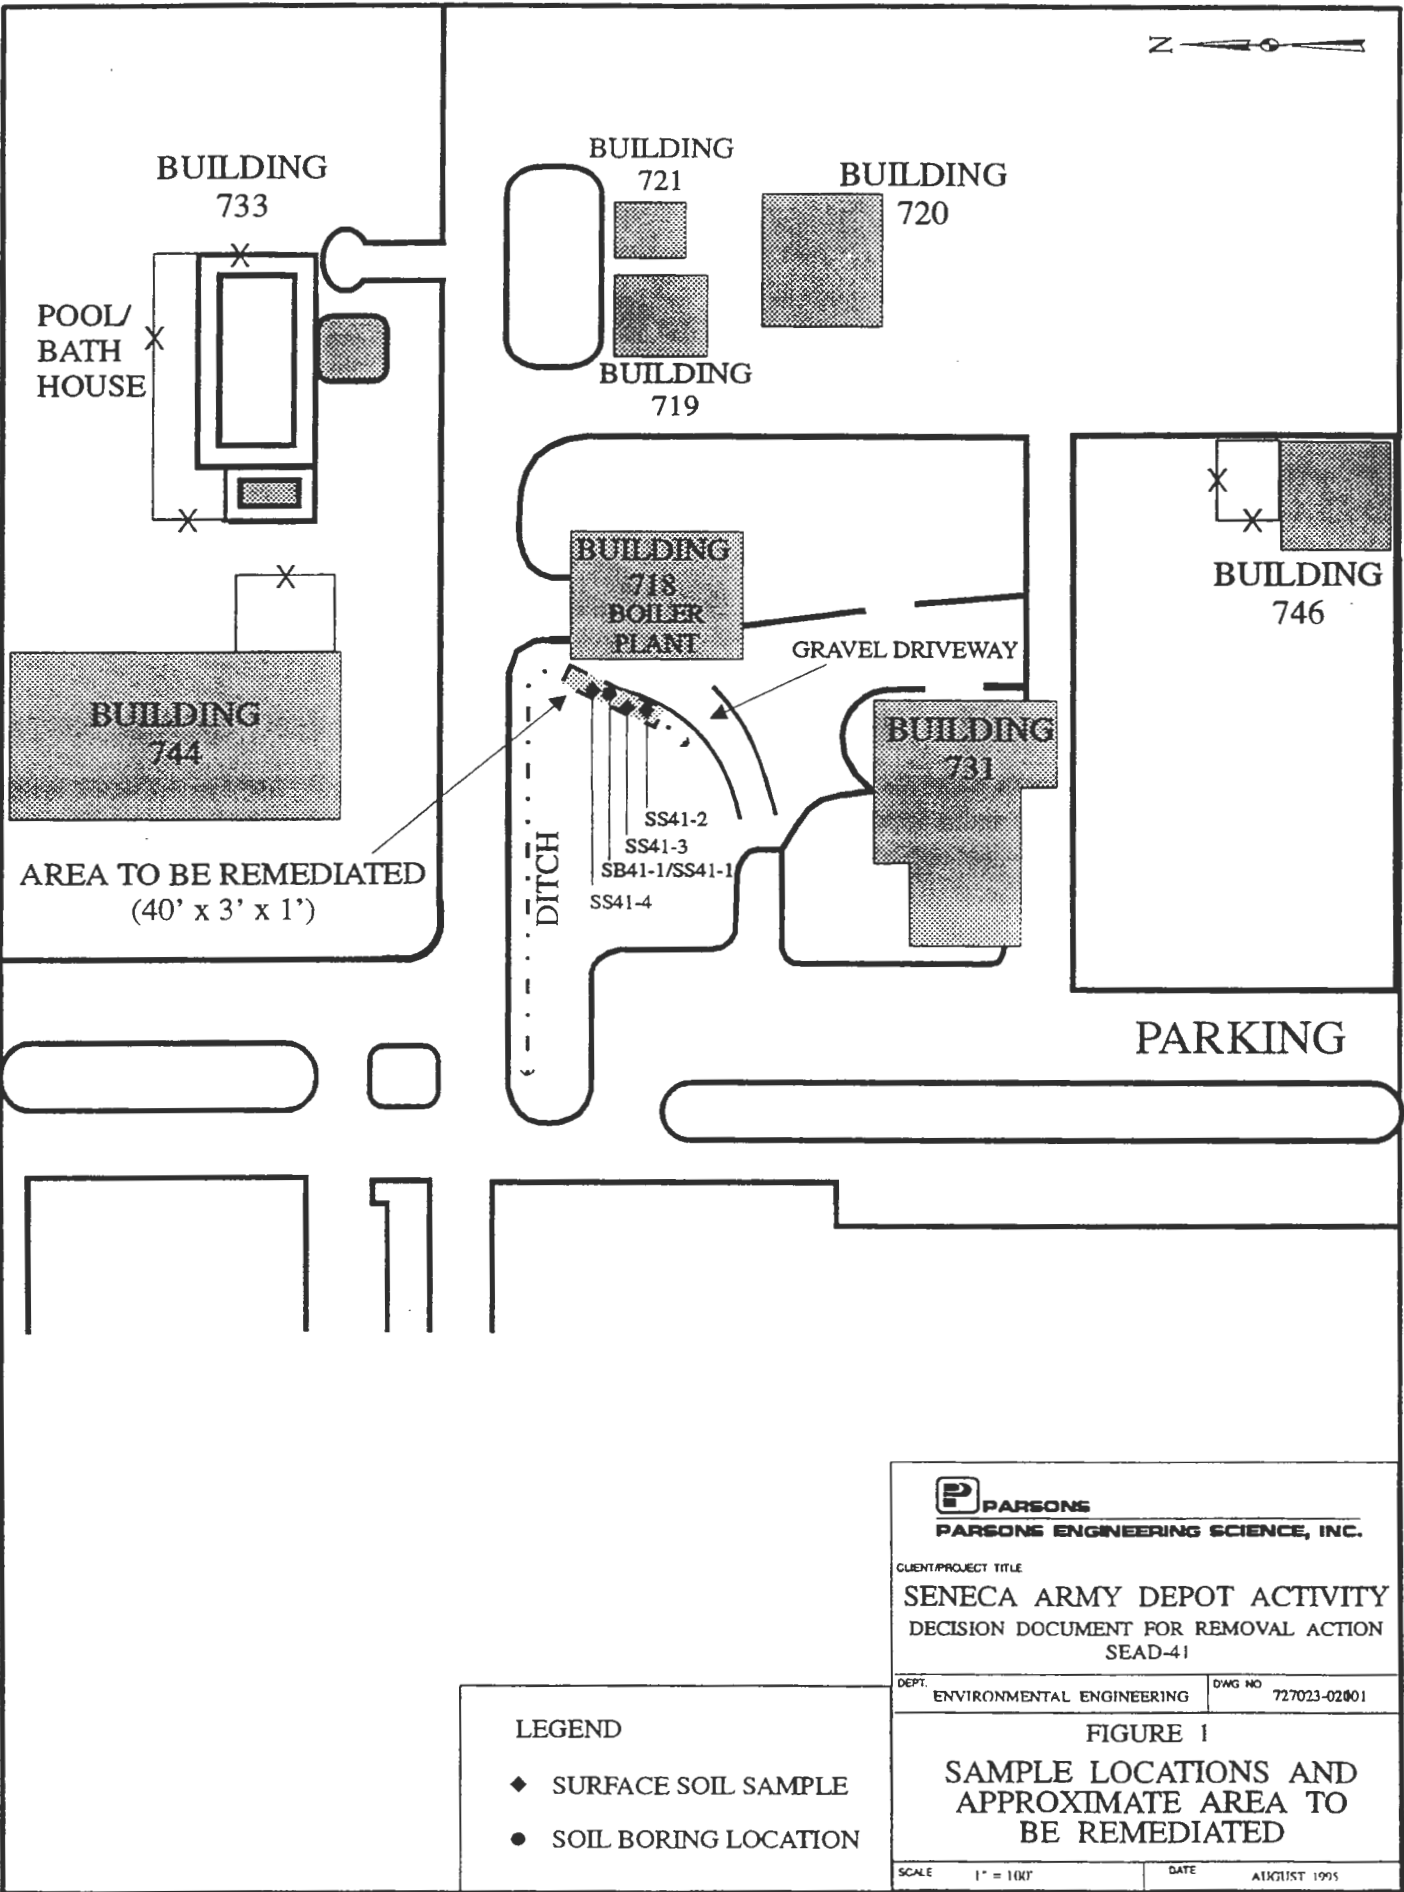 N
BUILDING
733
BUILDING
721
BUILDING
720
POOL/
BATH
HOUSE
BUILDING
719
BUILDING
718
BOILER
PLANT
BUILDING
746
GRAVEL DRIVEWAY
BUILDING
744
BUILDING
731
SS41-2
SS41-3
SB41-1/SS41-1
SS41-4
DITCH
AREA TO BE REMEDIATED
(40' x 3' x 1')
PARKING
PARSONS
PARSONS ENGINEERING SCIENCE, INC.
CLIENT/PROJECT TITLE
SENECA ARMY DEPOT ACTIVITY
DECISION DOCUMENT FOR REMOVAL ACTION
SEAD-41
DEPT. ENVIRONMENTAL ENGINEERING
DWG NO 727023-02001
FIGURE 1
SAMPLE LOCATIONS AND
APPROXIMATE AREA TO
BE REMEDIATED
SCALE 1" = 100'
DATE AUGUST 1995
LEGEND
SURFACE SOIL SAMPLE
SOIL BORING LOCATION